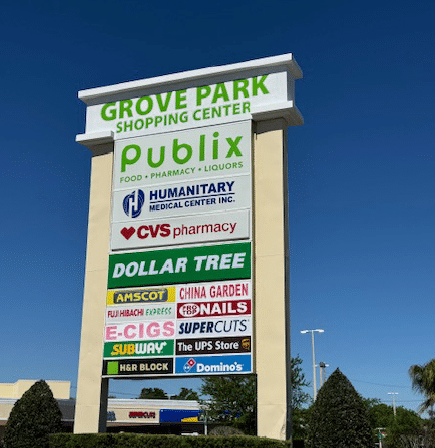 GROVE PARK
SHOPPING CENTER
Publix
FOOD • PHARMACY • LIQUORS
HUMANITARY
MEDICAL CENTER INC.
CVS pharmacy
DOLLAR TREE
AMSCOT
CHINA GARDEN
FUJI HIBACHI EXPRESS
NAILS
E-CIGS
SUPERCUTS
SUBWAY
The UPS Store
H&R BLOCK
Domino's